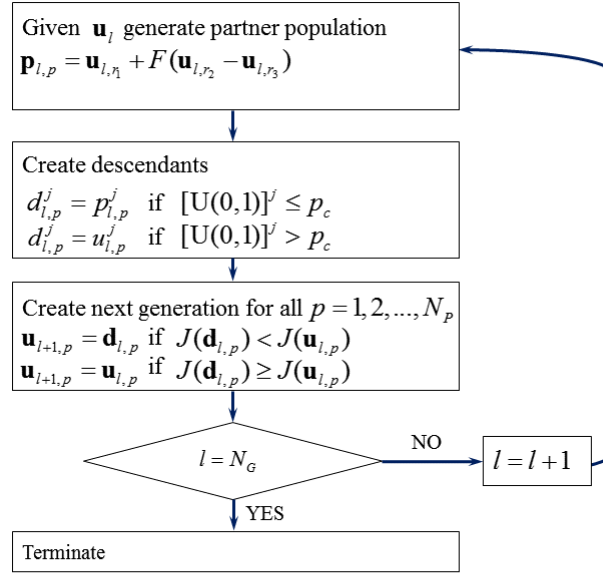 Given 𝐮_l generate partner population
𝐩_{l,p} = 𝐮_{l,r_1} + F(𝐮_{l,r_2} − 𝐮_{l,r_3})
Create descendants
d^j_{l,p} = p^j_{l,p} if [U(0,1)]^j ≤ p_c
d^j_{l,p} = u^j_{l,p} if [U(0,1)]^j > p_c
Create next generation for all p = 1, 2, ..., N_p
𝐮_{l+1,p} = 𝐝_{l,p} if J(𝐝_{l,p}) < J(𝐮_{l,p})
𝐮_{l+1,p} = 𝐮_{l,p} if J(𝐝_{l,p}) ≥ J(𝐮_{l,p})
l = N_G
NO
l = l + 1
YES
Terminate